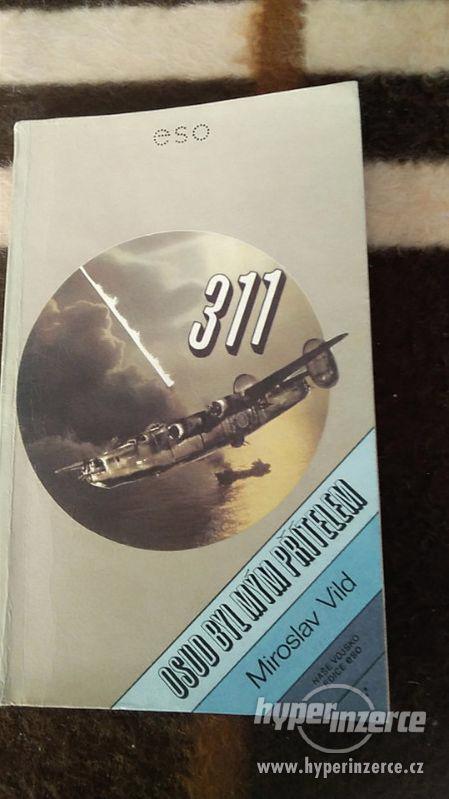 eso
311
OSUD BYL MÝM PŘÍTELEM
Miroslav Vild
NAŠE VOJSKO
EDICE eso
hyperinzerce
www.hyperinzerce.cz